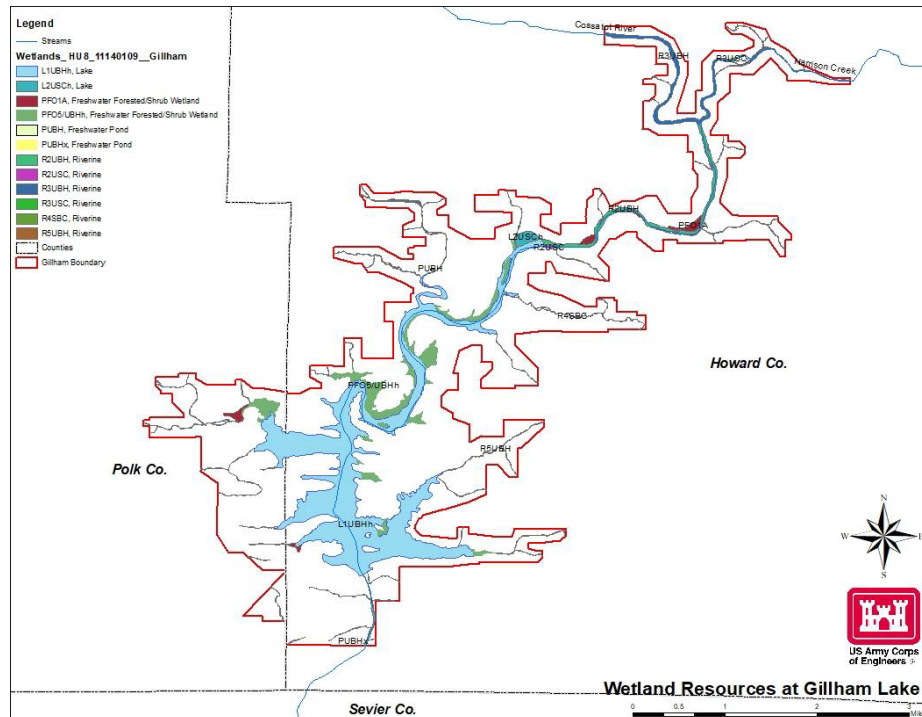 Legend
Streams
Wetlands_HU8_11140109__Gillham
L1UBHh, Lake
L2USCh, Lake
PFO1A, Freshwater Forested/Shrub Wetland
PFO5/UBHh, Freshwater Forested/Shrub Wetland
PUBH, Freshwater Pond
PUBHx, Freshwater Pond
R2UBH, Riverine
R2USC, Riverine
R3UBH, Riverine
R3USC, Riverine
R4SBC, Riverine
R5UBH, Riverine
Counties
Gillham Boundary
Cossatot River
R3UBH
R3USC
Harrison Creek
R2UBH
PFO1A
L2USCh
R2USC
PUBH
R4SBC
Howard Co.
PFO5/UBHh
R5UBH
Polk Co.
L1UBHh
N
W
E
S
PUBHx
US Army Corps
of Engineers ®
Wetland Resources at Gillham Lake
Sevier Co.
0 0.5 1 2 3
Mile